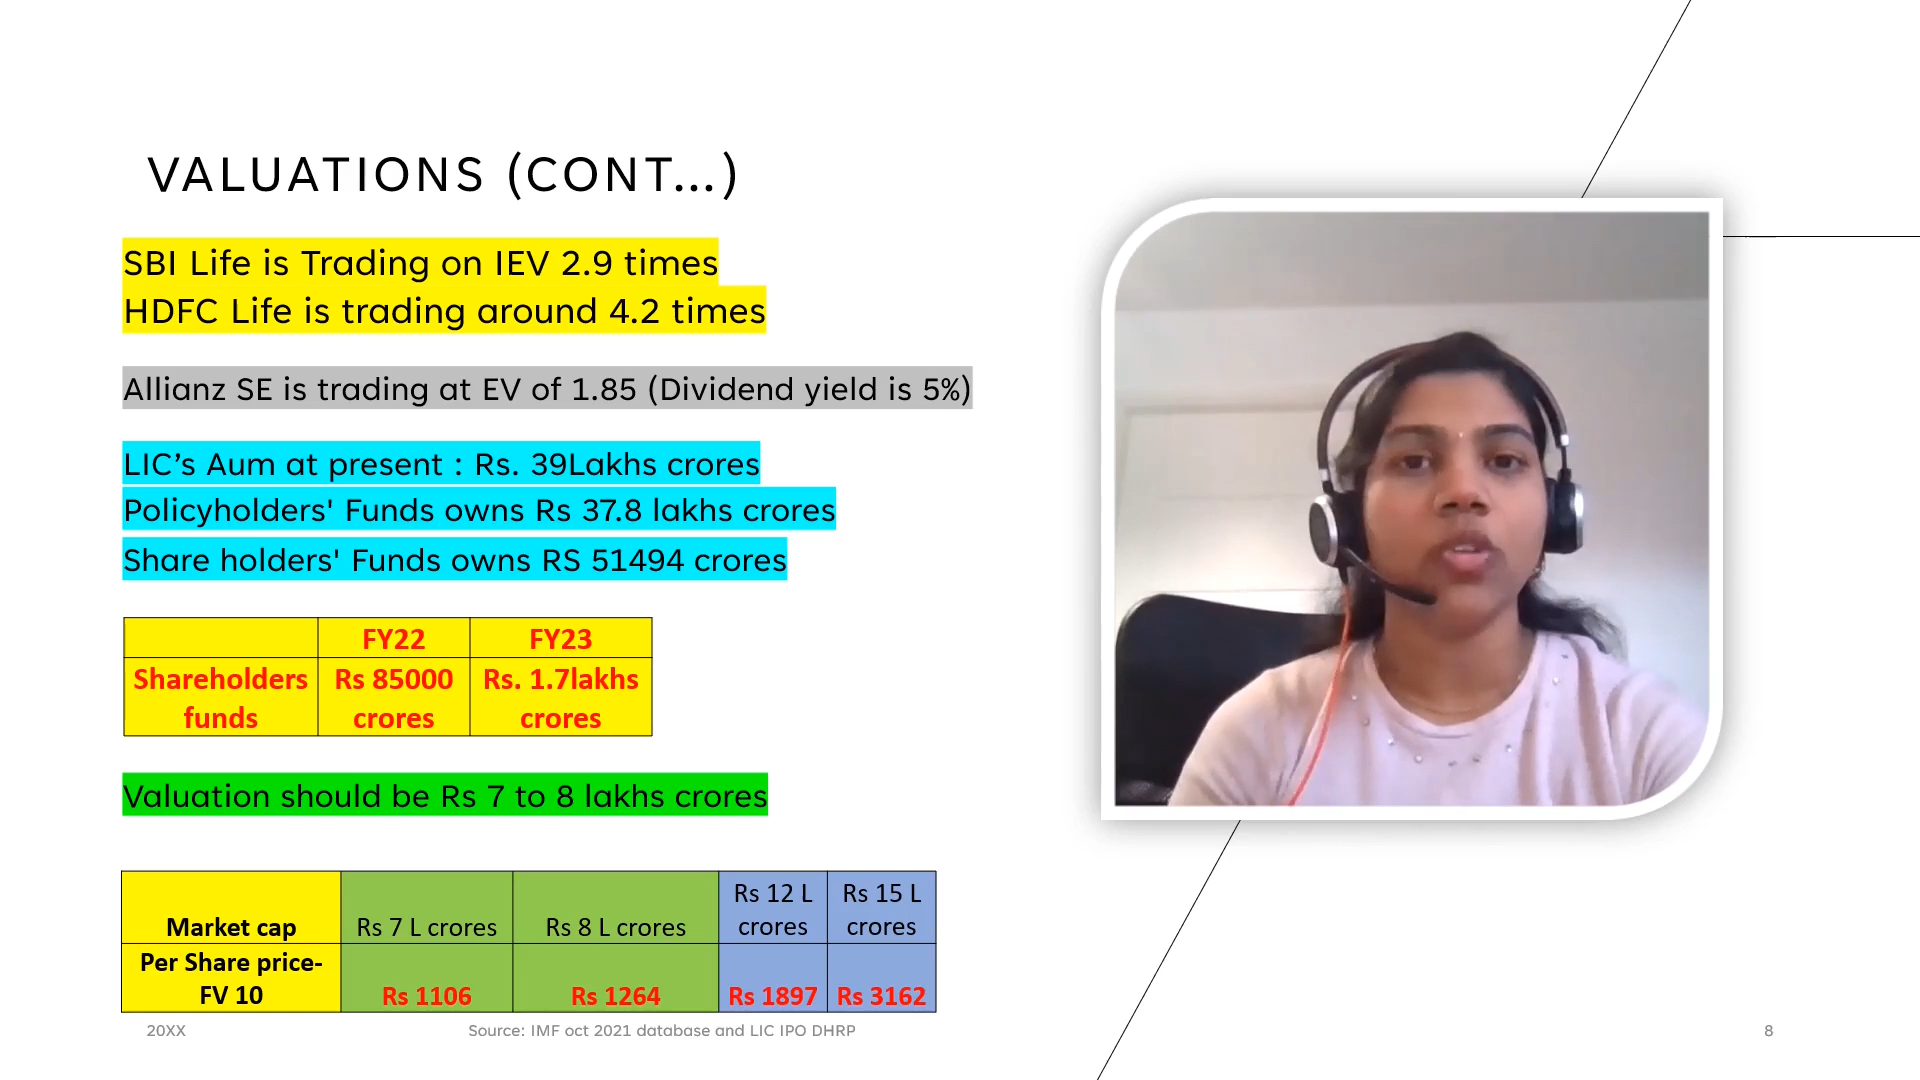 VALUATIONS (CONT...)
SBI Life is Trading on IEV 2.9 times
HDFC Life is trading around 4.2 times
Allianz SE is trading at EV of 1.85 (Dividend yield is 5%)
LIC’s Aum at present : Rs. 39Lakhs crores
Policyholders' Funds owns Rs 37.8 lakhs crores
Share holders' Funds owns RS 51494 crores
FY22 FY23
Shareholders funds Rs 85000 crores Rs. 1.7lakhs crores
Valuation should be Rs 7 to 8 lakhs crores
Market cap Rs 7 L crores Rs 8 L crores Rs 12 L crores Rs 15 L crores
Per Share price- FV 10 Rs 1106 Rs 1264 Rs 1897 Rs 3162
20XX Source: IMF oct 2021 database and LIC IPO DHRP 8